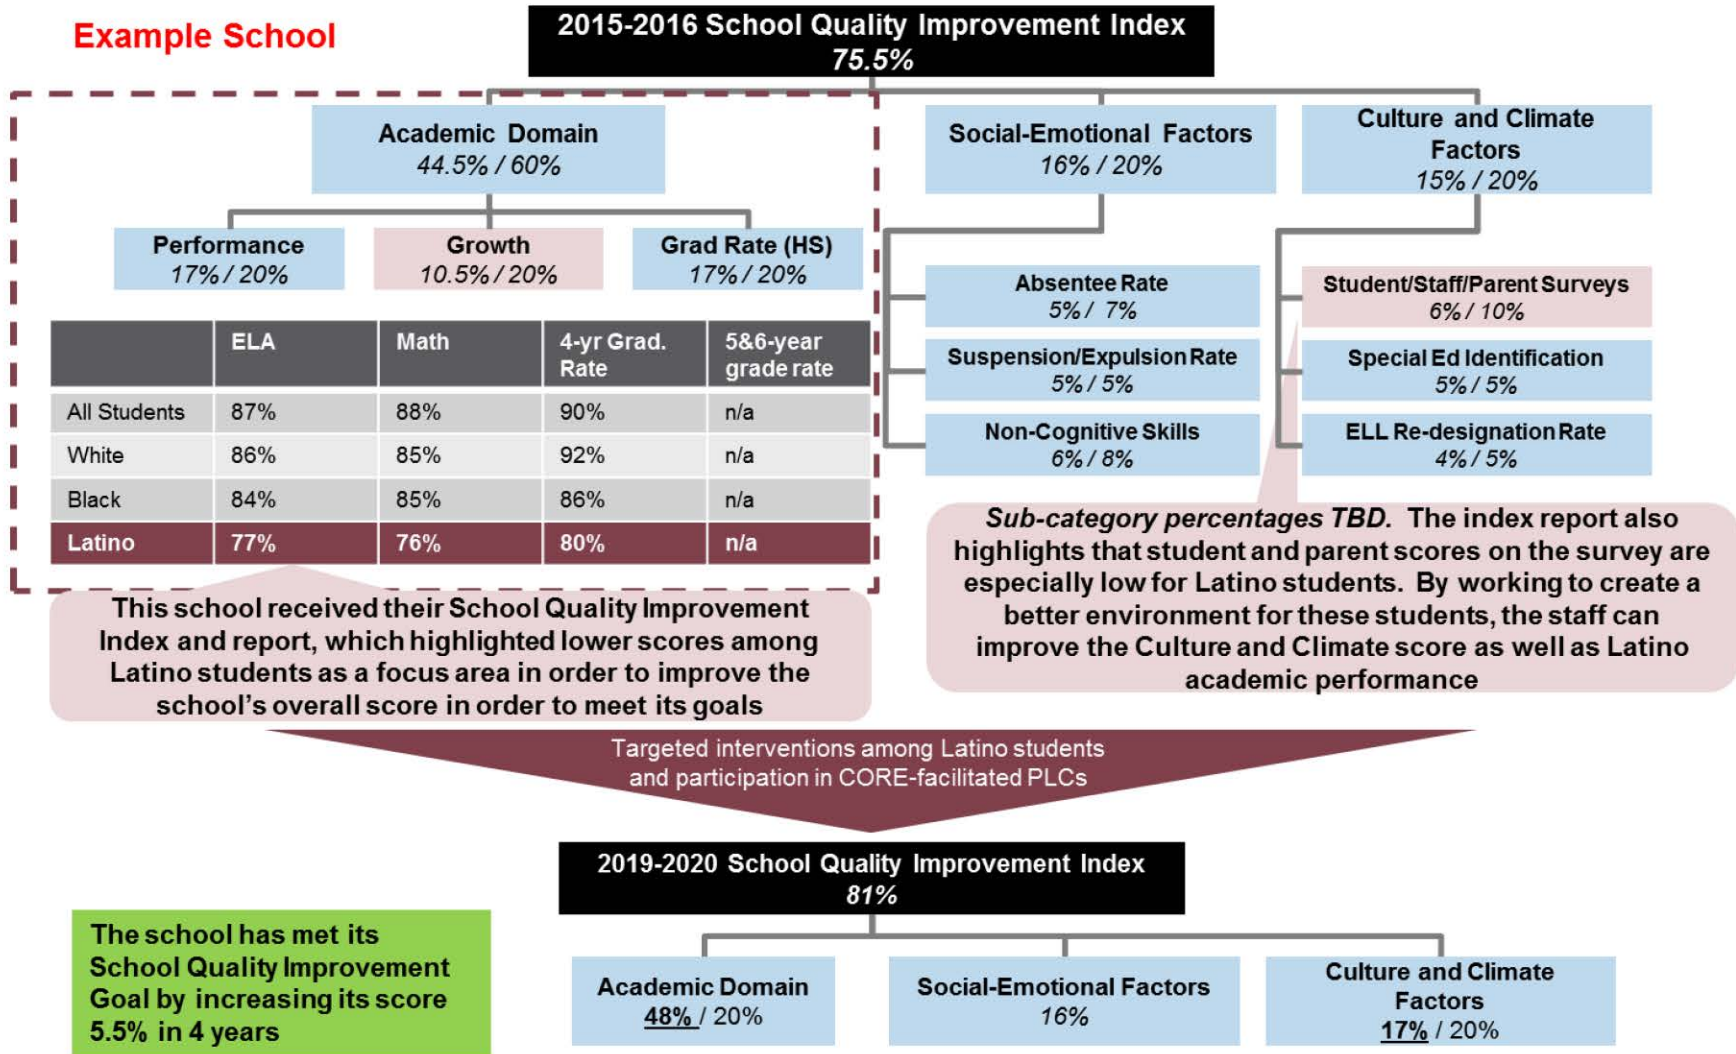 Example School
2015-2016 School Quality Improvement Index
75.5%
Academic Domain
44.5% / 60%
Social-Emotional Factors
16% / 20%
Culture and Climate
Factors
15% / 20%
Performance
17% / 20%
Growth
10.5% / 20%
Grad Rate (HS)
17% / 20%
ELA Math 4-yr Grad. Rate 5&6-year grade rate
All Students 87% 88% 90% n/a
White 86% 85% 92% n/a
Black 84% 85% 86% n/a
Latino 77% 76% 80% n/a
Absentee Rate
5% / 7%
Suspension/Expulsion Rate
5% / 5%
Non-Cognitive Skills
6% / 8%
Student/Staff/Parent Surveys
6% / 10%
Special Ed Identification
5% / 5%
ELL Re-designation Rate
4% / 5%
This school received their School Quality Improvement
Index and report, which highlighted lower scores among
Latino students as a focus area in order to improve the
school's overall score in order to meet its goals
Sub-category percentages TBD. The index report also
highlights that student and parent scores on the survey are
especially low for Latino students. By working to create a
better environment for these students, the staff can
improve the Culture and Climate score as well as Latino
academic performance
Targeted interventions among Latino students
and participation in CORE-facilitated PLCs
2019-2020 School Quality Improvement Index
81%
The school has met its
School Quality Improvement
Goal by increasing its score
5.5% in 4 years
Academic Domain
48% / 20%
Social-Emotional Factors
16%
Culture and Climate
Factors
17% / 20%